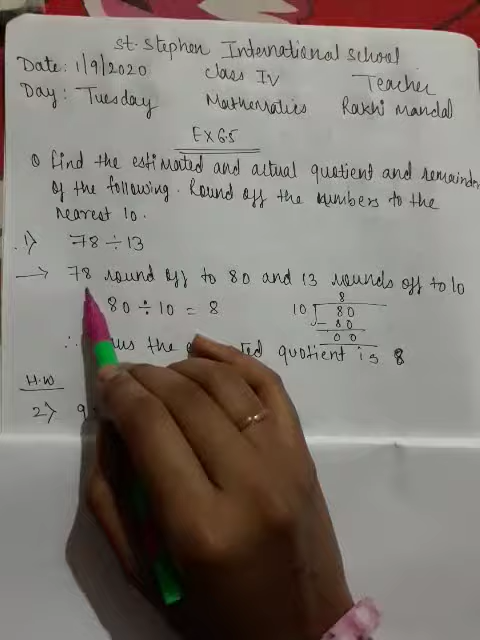 St. Stephen International School
Date: 1/9/2020 Class IV Teacher
Day: Tuesday Mathematics Rakhi Mandal
EX 6.5
Find the estimated and actual quotient and remainder
of the following. Round off the numbers to the
nearest 10.
1) 78 ÷ 13
→ 78 round off to 80 and 13 rounds off to 10
80 ÷ 10 = 8
8
10 80
- 80
00
∴ the quotient is 8
H.W
2) 9